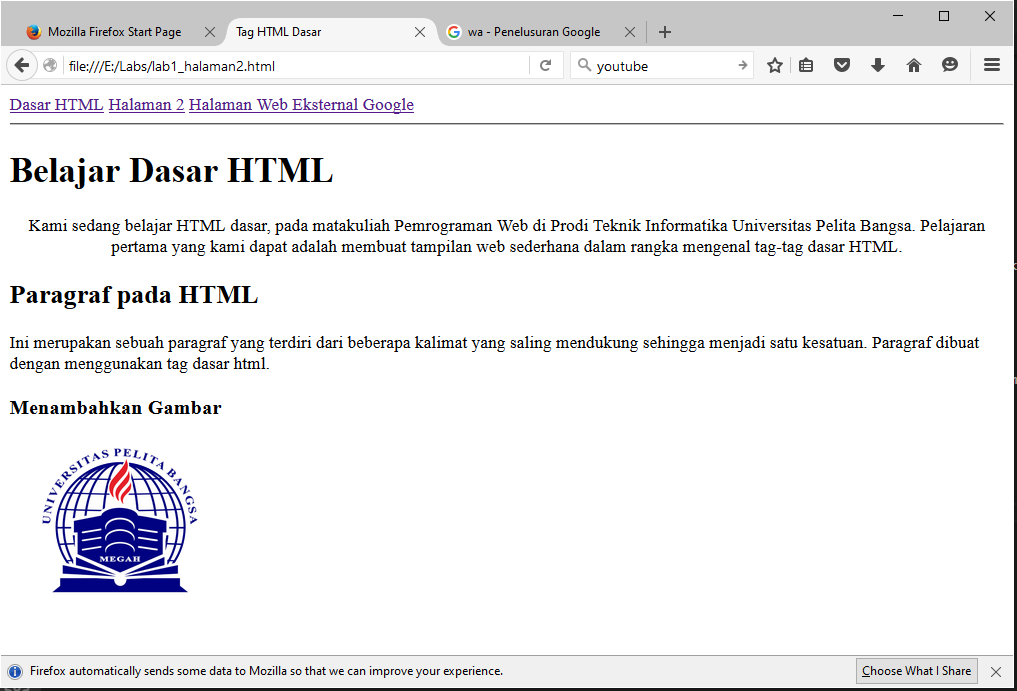 Mozilla Firefox Start Page
Tag HTML Dasar
wa - Penelusuran Google
file:///E:/Labs/lab1_halaman2.html
youtube
Dasar HTML Halaman 2 Halaman Web Eksternal Google
Belajar Dasar HTML
Kami sedang belajar HTML dasar, pada matakuliah Pemrograman Web di Prodi Teknik Informatika Universitas Pelita Bangsa. Pelajaran
pertama yang kami dapat adalah membuat tampilan web sederhana dalam rangka mengenal tag-tag dasar HTML.
Paragraf pada HTML
Ini merupakan sebuah paragraf yang terdiri dari beberapa kalimat yang saling mendukung sehingga menjadi satu kesatuan. Paragraf dibuat
dengan menggunakan tag dasar html.
Menambahkan Gambar
UNIVERSITAS PELITA BANGSA
MEGAH
Firefox automatically sends some data to Mozilla so that we can improve your experience.
Choose What I Share